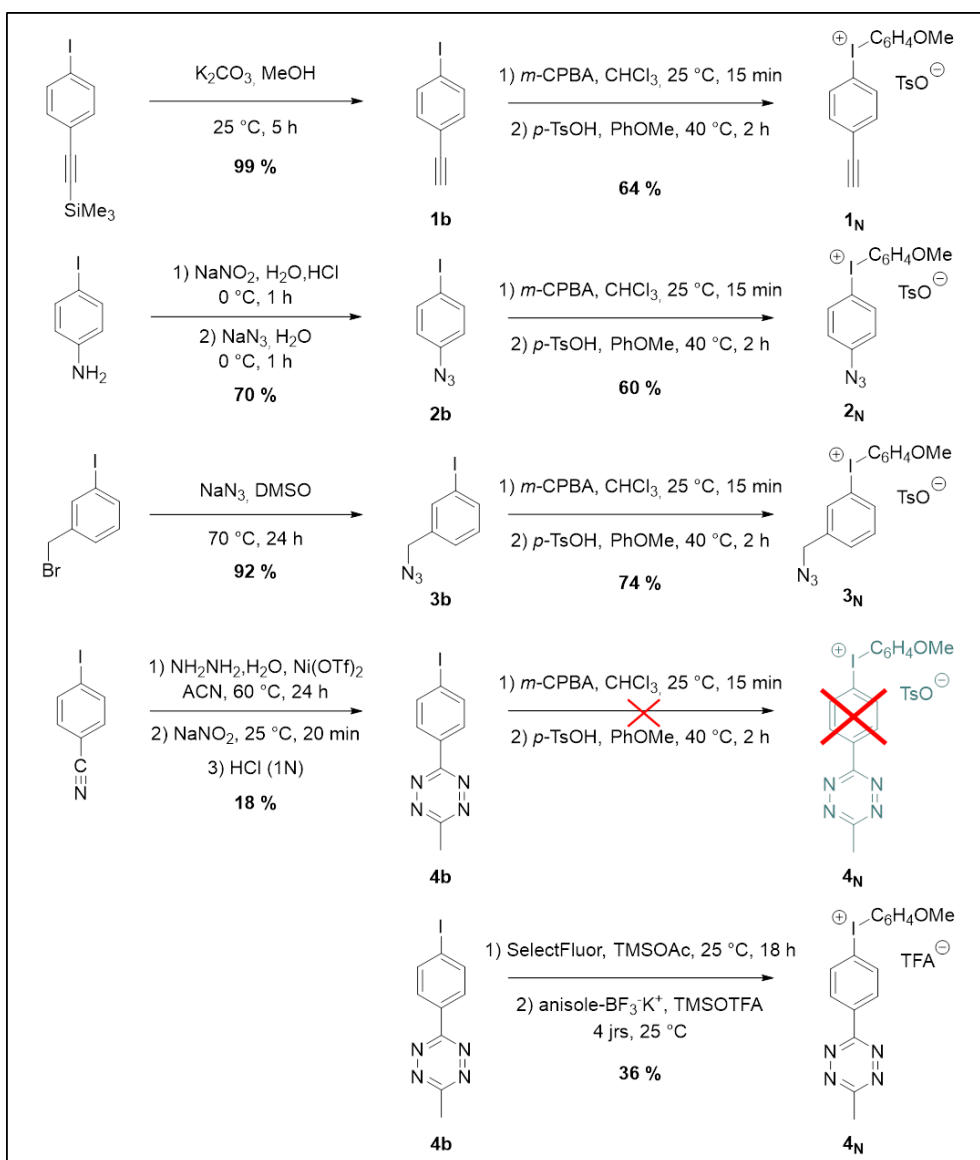 I
K2CO3, MeOH
25 °C, 5 h
99 %
SiMe3
I
1b
1) m-CPBA, CHCl3, 25 °C, 15 min
2) p-TsOH, PhOMe, 40 °C, 2 h
64 %
⊕
I
C6H4OMe
TsO⊖
1N
I
NH2
1) NaNO2, H2O,HCl
0 °C, 1 h
2) NaN3, H2O
0 °C, 1 h
70 %
I
N3
2b
1) m-CPBA, CHCl3, 25 °C, 15 min
2) p-TsOH, PhOMe, 40 °C, 2 h
60 %
⊕
I
C6H4OMe
TsO⊖
N3
2N
I
Br
NaN3, DMSO
70 °C, 24 h
92 %
I
N3
3b
1) m-CPBA, CHCl3, 25 °C, 15 min
2) p-TsOH, PhOMe, 40 °C, 2 h
74 %
⊕
I
C6H4OMe
TsO⊖
N3
3N
I
C
N
1) NH2NH2,H2O, Ni(OTf)2
ACN, 60 °C, 24 h
2) NaNO2, 25 °C, 20 min
3) HCl (1N)
18 %
I
N N
N N
4b
1) m-CPBA, CHCl3, 25 °C, 15 min
2) p-TsOH, PhOMe, 40 °C, 2 h
⊕
I
C6H4OMe
TsO⊖
N N
N N
4N
I
N N
N N
4b
1) SelectFluor, TMSOAc, 25 °C, 18 h
2) anisole-BF3-K+, TMSOTFA
4 jrs, 25 °C
36 %
⊕
I
C6H4OMe
TFA⊖
N N
N N
4N